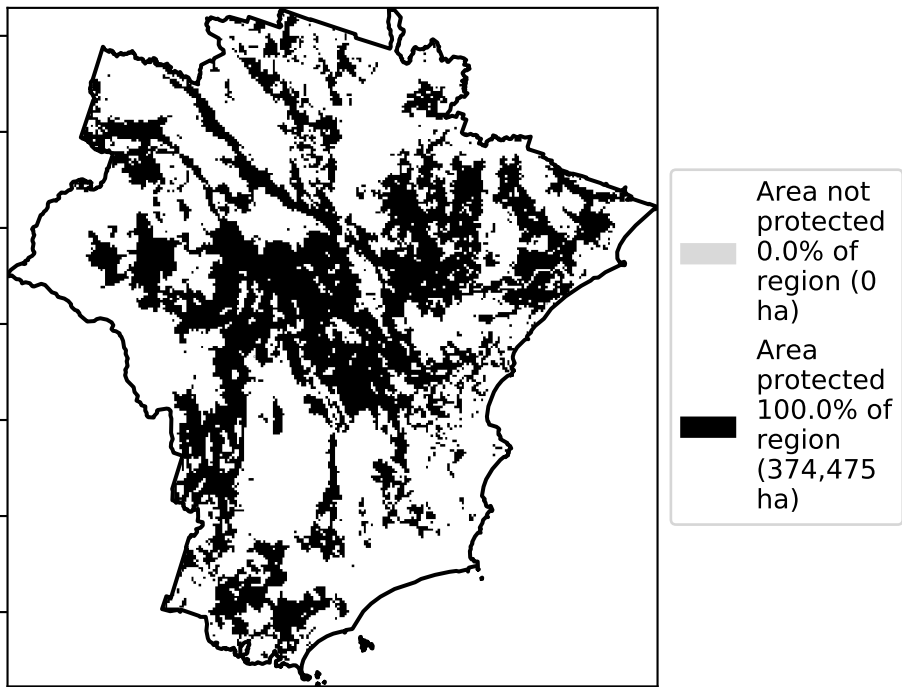 Area not
protected
0.0% of
region (0
ha)
Area
protected
100.0% of
region
(374,475
ha)